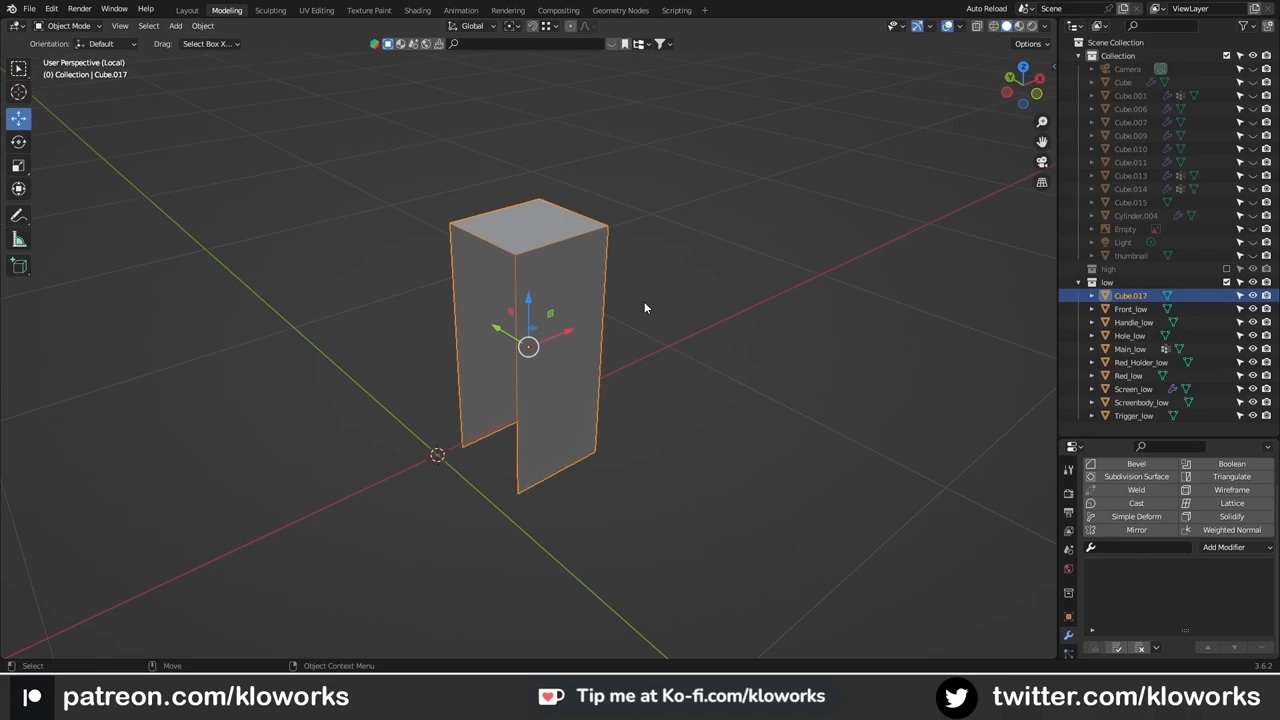 File Edit Render Window Help
Layout Modeling Sculpting UV Editing Texture Paint Shading Animation Rendering Compositing Geometry Nodes Scripting +
Auto Reload Scene ViewLayer
Object Mode View Select Add Object Global
Orientation: Default Drag: Select Box X... Options
User Perspective (Local)
(0) Collection | Cube.017
Z
Y
X
Scene Collection
Collection
Camera
Cube
Cube.001
Cube.006
Cube.007
Cube.009
Cube.010
Cube.011
Cube.013
Cube.014
Cube.015
Cylinder.004
Empty
Light
thumbnail
high
low
Cube.017
Front_low
Handle_low
Hole_low
Main_low
Red_Holder_low
Red_low
Screen_low
Screenbody_low
Trigger_low
Bevel Boolean
Subdivision Surface Triangulate
Weld Wireframe
Cast Lattice
Simple Deform Solidify
Mirror Weighted Normal
Add Modifier
Select Move Object Context Menu 3.6.2
patreon.com/kloworks Tip me at Ko-fi.com/kloworks twitter.com/kloworks